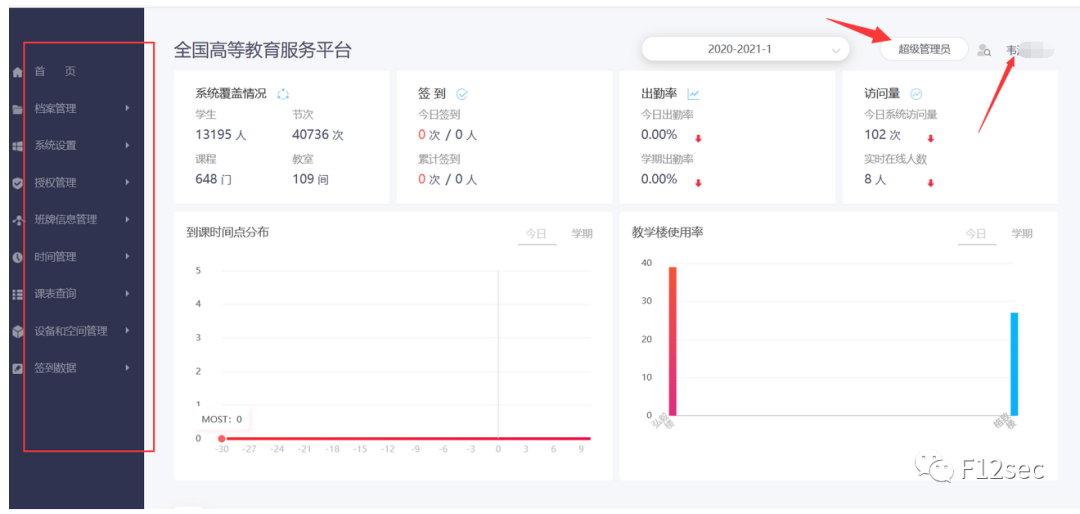 全国高等教育服务平台
2020-2021-1
超级管理员
韦
首 页
档案管理
系统设置
授权管理
班牌信息管理
时间管理
课表查询
设备和空间管理
签到数据
系统覆盖情况
学生 节次
13195 人 40736 次
课程 教室
648 门 109 间
签 到
今日签到
0 次 / 0 人
累计签到
0 次 / 0 人
出勤率
今日出勤率
0.00%
学期出勤率
0.00%
访问量
今日系统访问量
102 次
实时在线人数
8 人
到课时间点分布
今日 学期
5
4
3
2
1
MOST: 0
0
-30 -27 -24 -21 -18 -15 -12 -9 -6 -3 0 3 6 9
教学楼使用率
今日 学期
40
30
20
10
0
F12sec